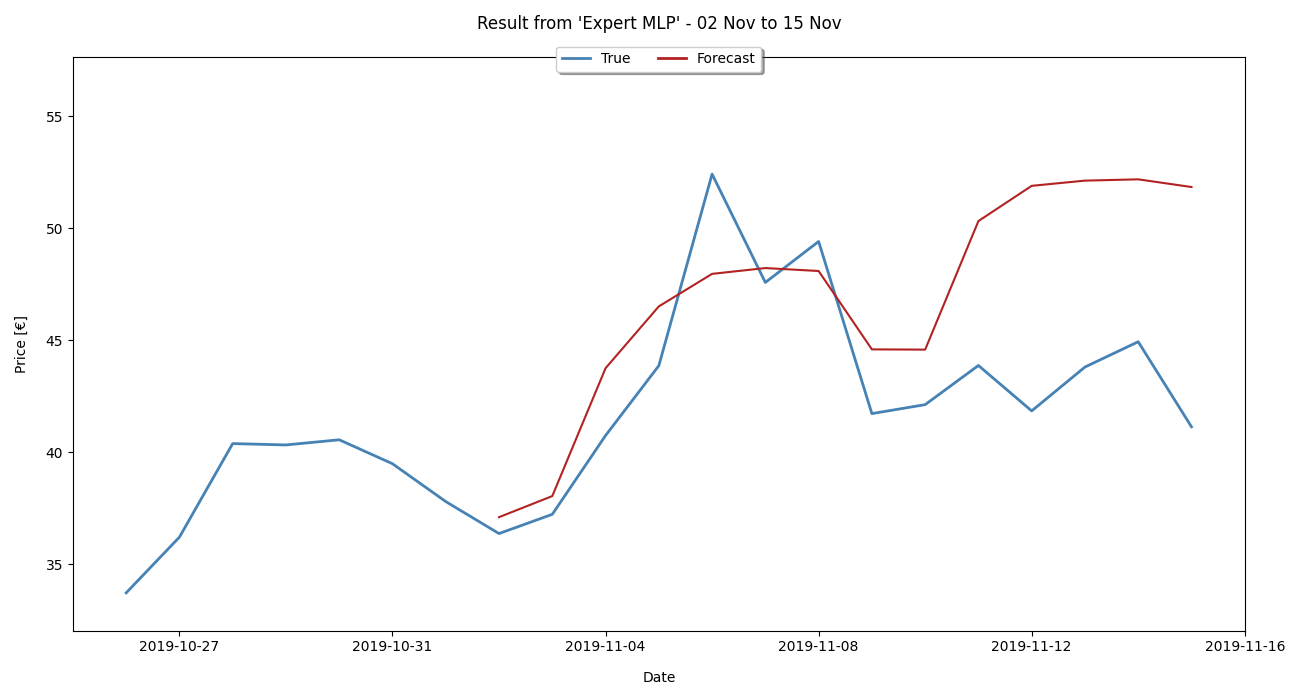 Result from 'Expert MLP' - 02 Nov to 15 Nov
True Forecast
55
50
45
40
35
Price [€]
2019-10-27 2019-10-31 2019-11-04 2019-11-08 2019-11-12 2019-11-16
Date